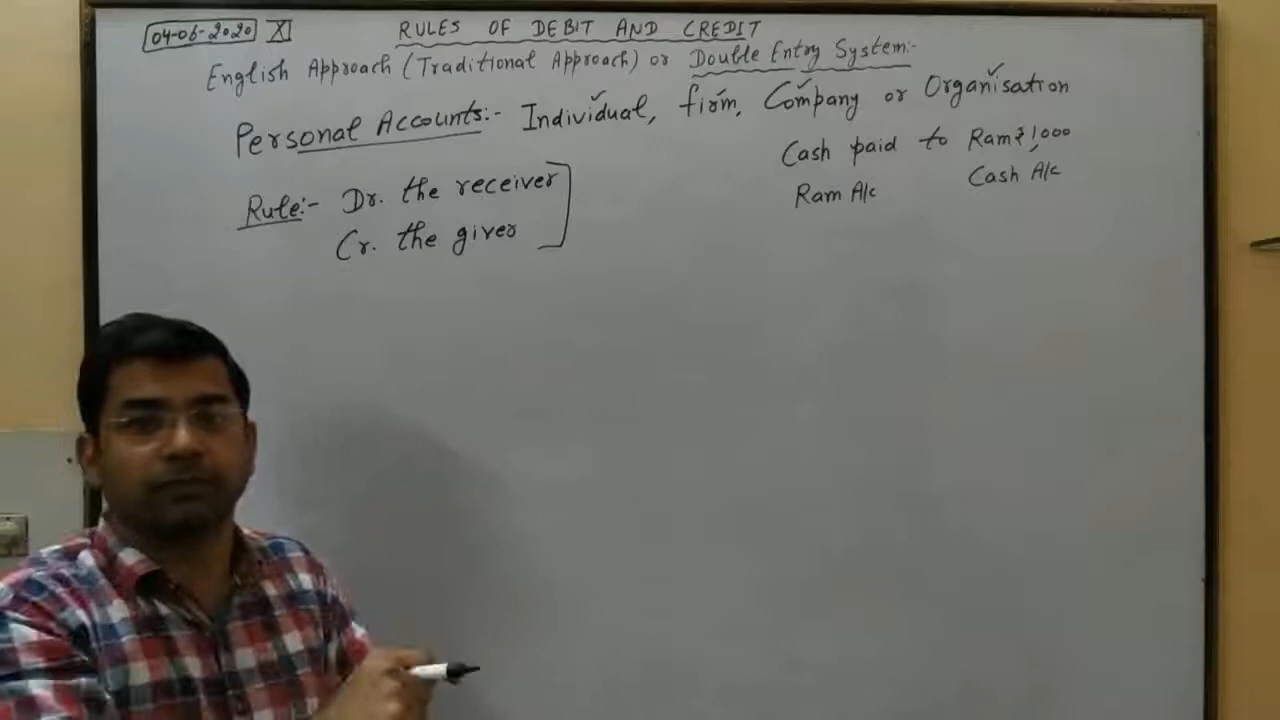 04-06-2020 XI RULES OF DEBIT AND CREDIT
English Approach (Traditional Approach) or Double Entry System:-
Personal Accounts:- Individual, firm, Company or Organisation
Cash paid to Ram ₹1,000
Ram A/c Cash A/c
Rule:- Dr. the receiver
Cr. the giver